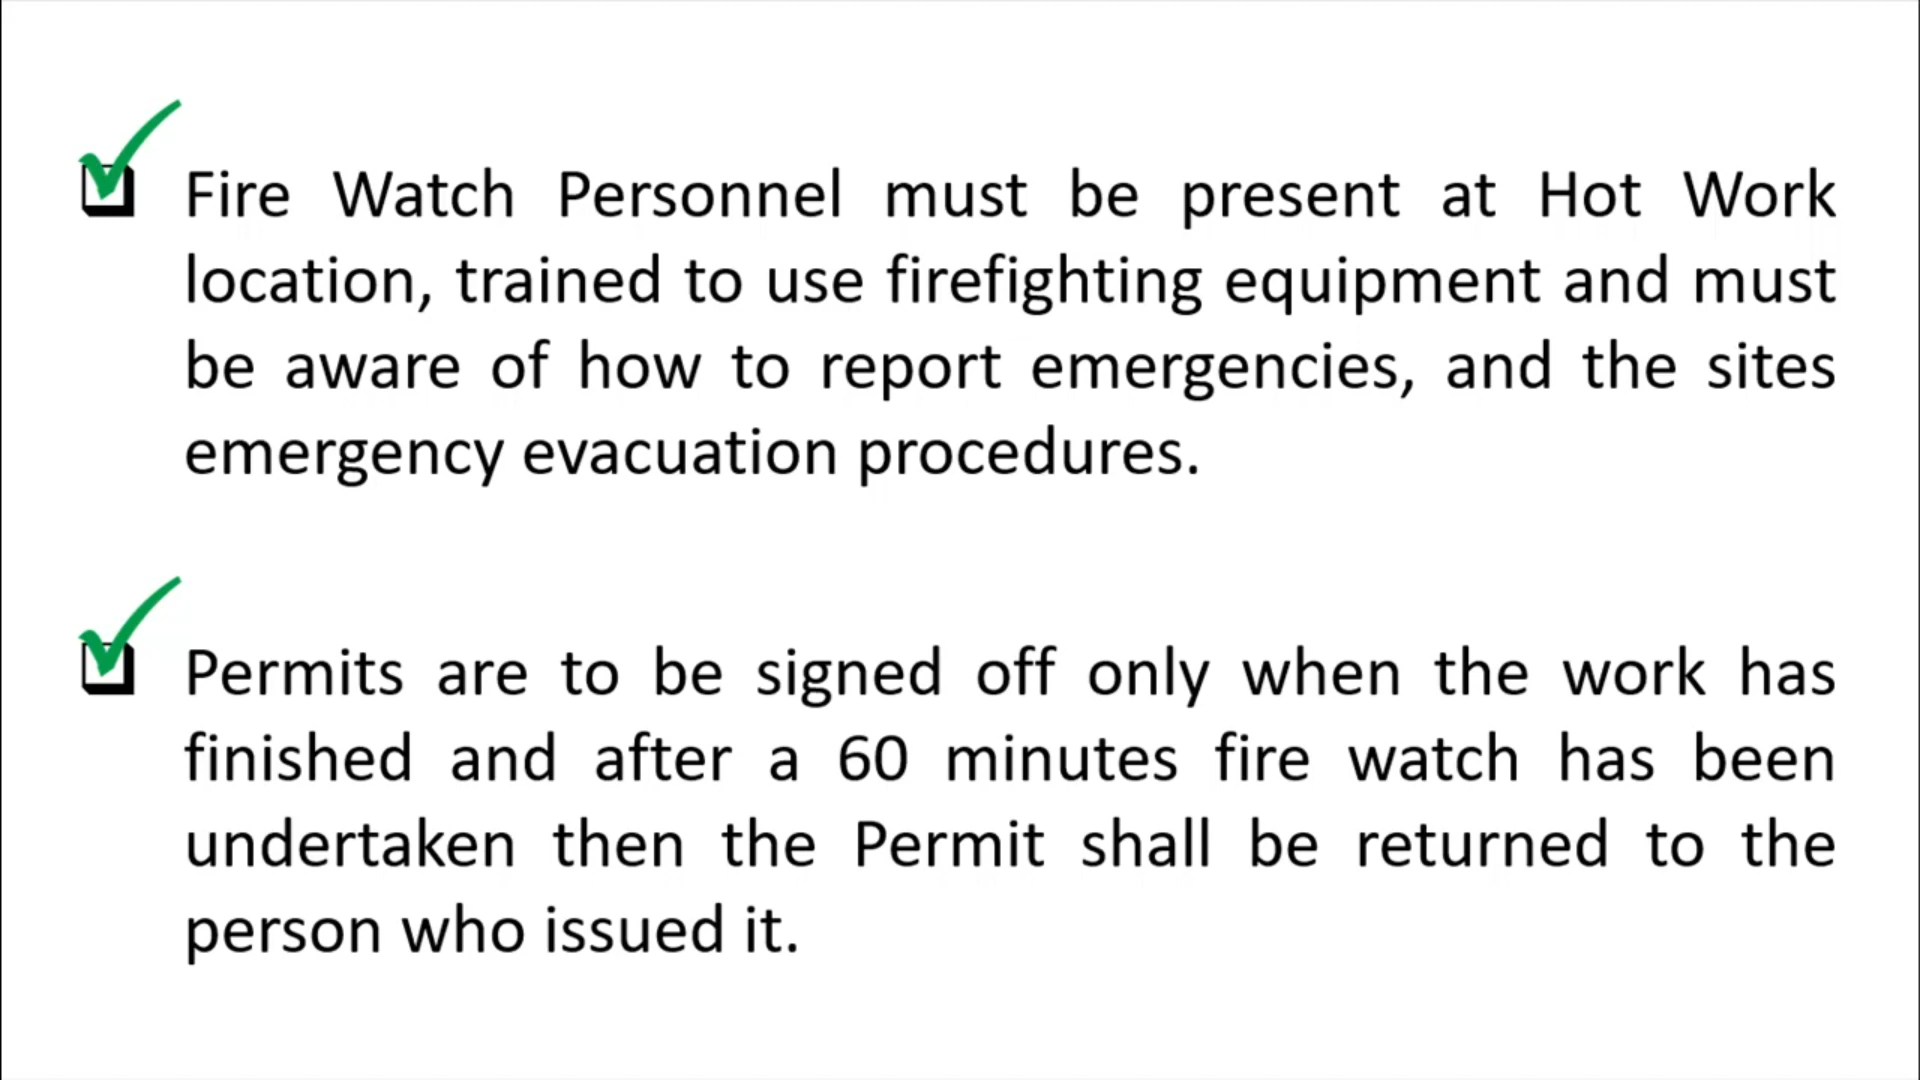 Fire Watch Personnel must be present at Hot Work
location, trained to use firefighting equipment and must
be aware of how to report emergencies, and the sites
emergency evacuation procedures.
Permits are to be signed off only when the work has
finished and after a 60 minutes fire watch has been
undertaken then the Permit shall be returned to the
person who issued it.